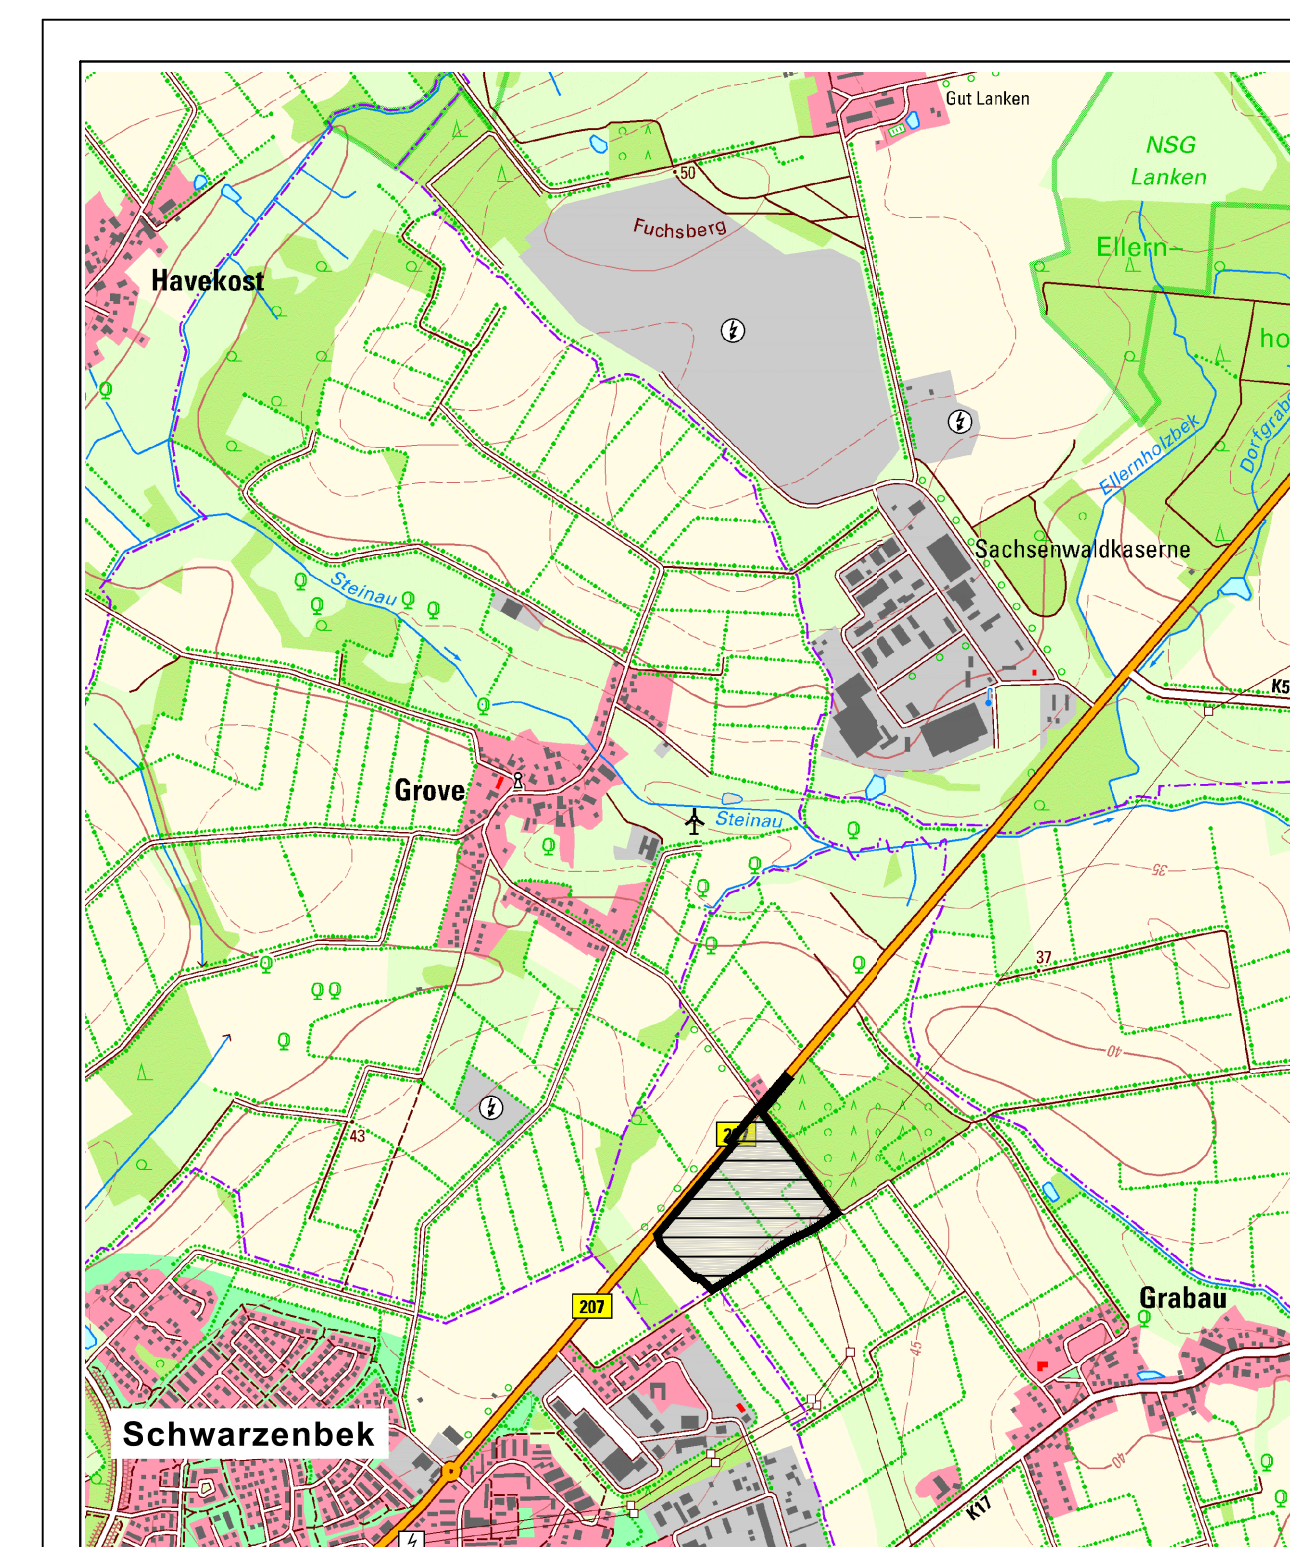 Gut Lanken
NSG
Lanken
50
Fuchsberg
Ellern-
Havekost
ho
Ellernholzbek
Sachsenwaldkaserne
Steinau
K5
Grove
Steinau
35
37
40
43
207
Grabau
45
Schwarzenbek
40
K17